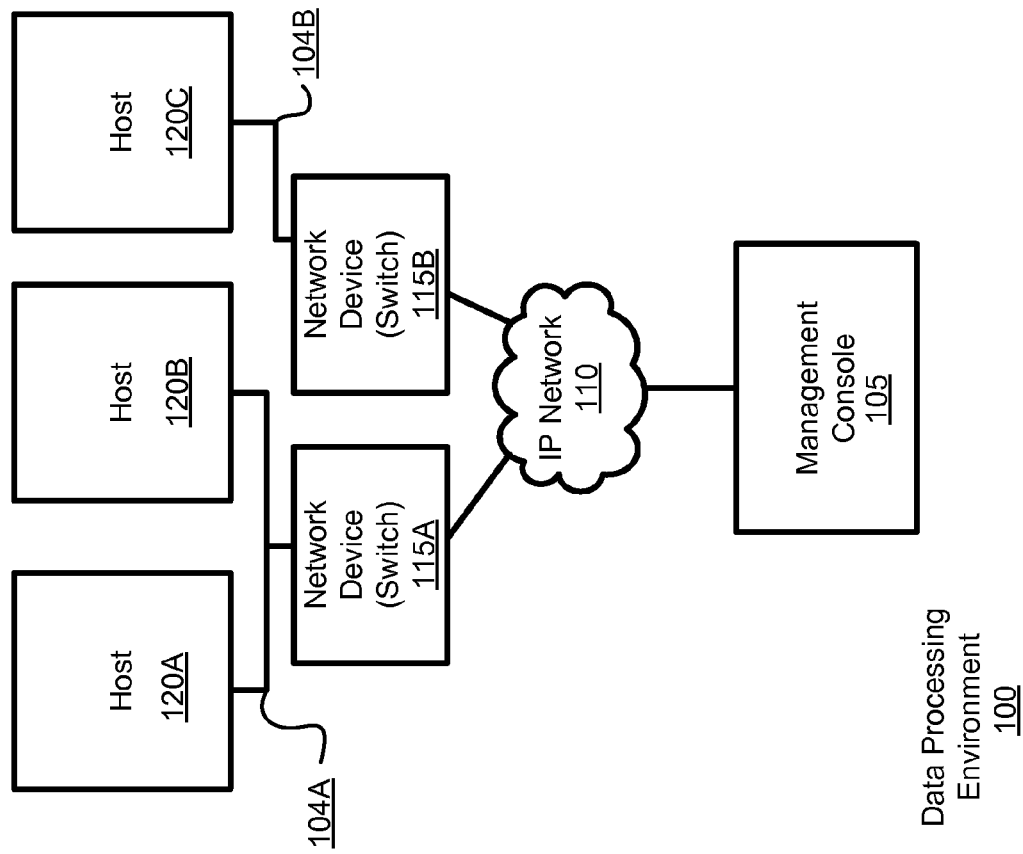 Host
120A
Host
120B
Host
120C
104A
104B
Network
Device
(Switch)
115A
Network
Device
(Switch)
115B
IP Network
110
Management
Console
105
Data Processing
Environment
100